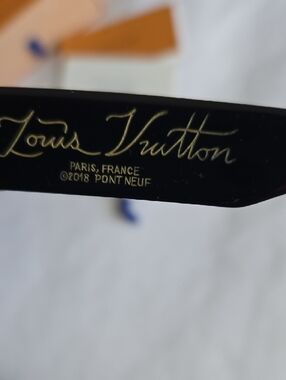 Louis Vuitton
PARIS, FRANCE
©2018 PONT NEUF